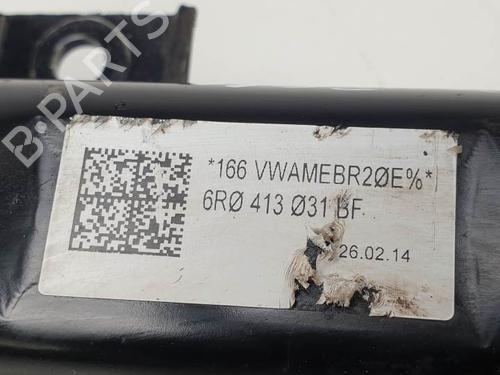 *166 VWAMEBR2ØE%*
6RØ 413 Ø31 BF
26.02.14
B-PARTS